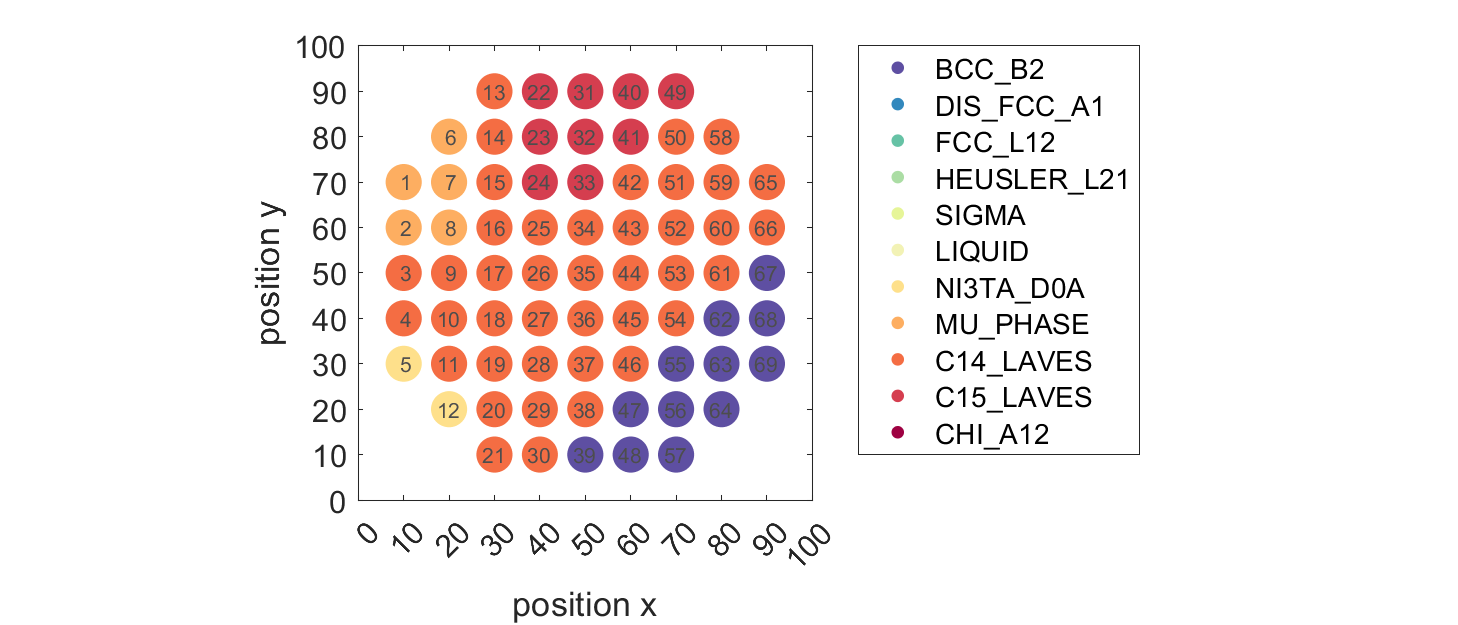 100
90 13 22 31 40 49
80 6 14 23 32 41 50 58
70 1 7 15 24 33 42 51 59 65
60 2 8 16 25 34 43 52 60 66
50 3 9 17 26 35 44 53 61 67
40 4 10 18 27 36 45 54 62 68
30 5 11 19 28 37 46 55 63 69
20 12 20 29 38 47 56 64
10 21 30 39 48 57
0
position y
0 10 20 30 40 50 60 70 80 90 100
position x
BCC_B2
DIS_FCC_A1
FCC_L12
HEUSLER_L21
SIGMA
LIQUID
NI3TA_D0A
MU_PHASE
C14_LAVES
C15_LAVES
CHI_A12